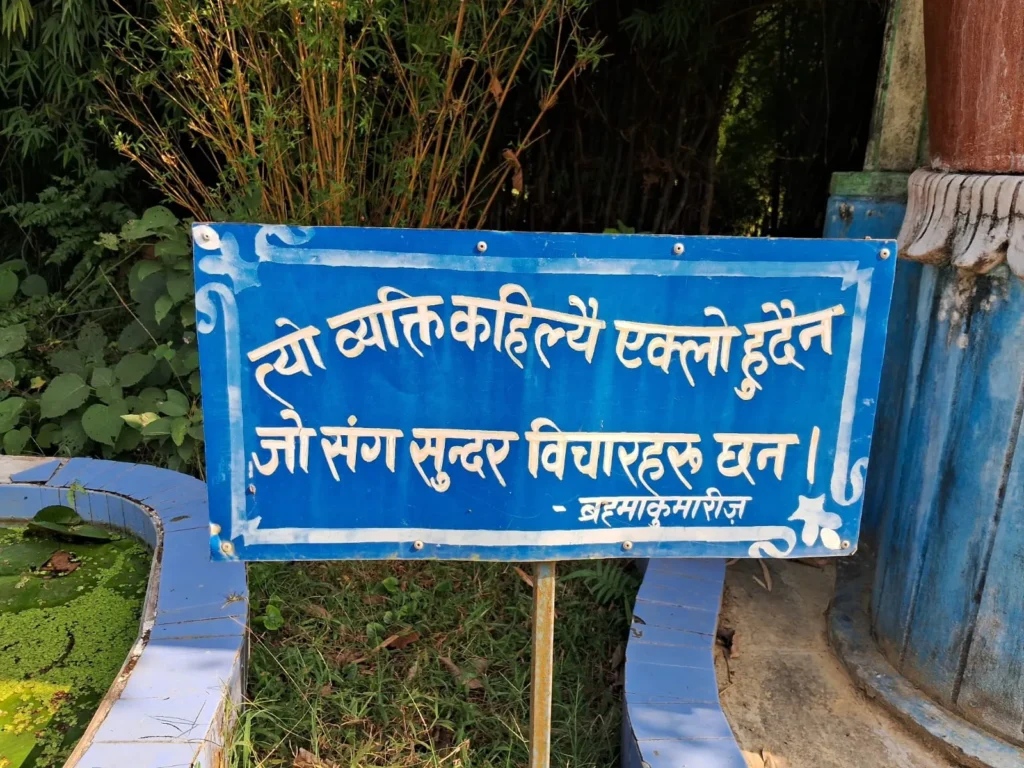 त्यो व्यक्ति कहिल्यै एक्लो हुदैन
जो संग सुन्दर विचारहरू छन ।
- ब्रह्माकुमारीज़